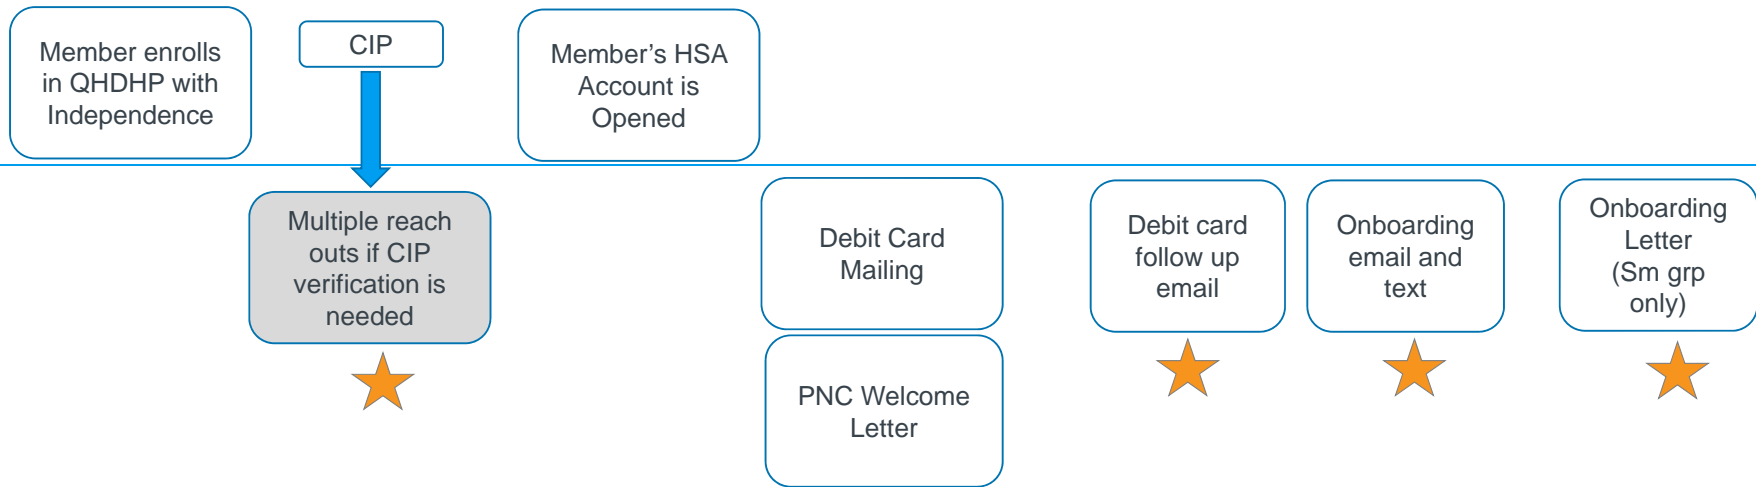 Member enrolls
in QHDHP with
Independence
CIP
Member’s HSA
Account is
Opened
Multiple reach
outs if CIP
verification is
needed
Debit Card
Mailing
PNC Welcome
Letter
Debit card
follow up
email
Onboarding
email and
text
Onboarding
Letter
(Sm grp
only)